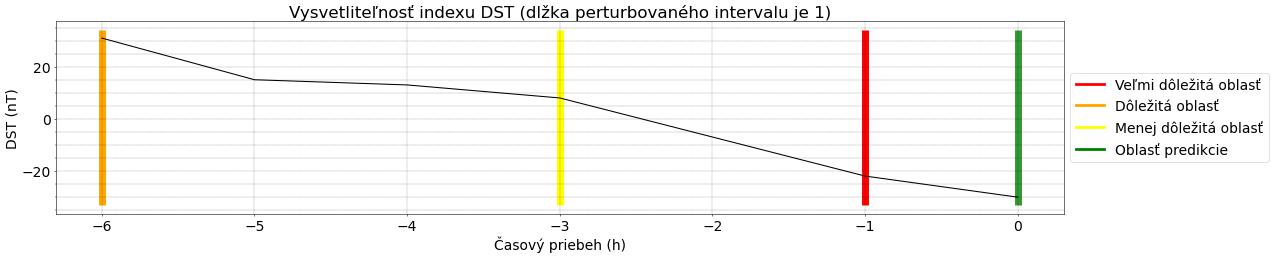 Vysvetliteľnosť indexu DST (dĺžka perturbovaného intervalu je 1)
DST (nT)
20
0
−20
−6
−5
−4
−3
−2
−1
0
Časový priebeh (h)
Veľmi dôležitá oblasť
Dôležitá oblasť
Menej dôležitá oblasť
Oblasť predikcie